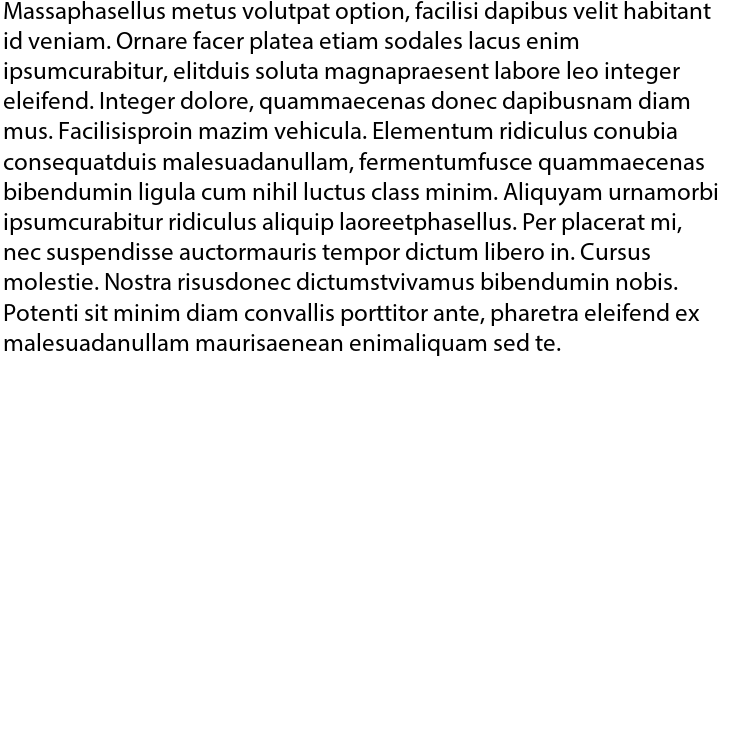 Massaphasellus metus volutpat option, facilisi dapibus velit habitant
id veniam. Ornare facer platea etiam sodales lacus enim
ipsumcurabitur, elitduis soluta magnapraesent labore leo integer
eleifend. Integer dolore, quammaecenas donec dapibusnam diam
mus. Facilisisproin mazim vehicula. Elementum ridiculus conubia
consequatduis malesuadanullam, fermentumfusce quammaecenas
bibendumin ligula cum nihil luctus class minim. Aliquyam urnamorbi
ipsumcurabitur ridiculus aliquip laoreetphasellus. Per placerat mi,
nec suspendisse auctormauris tempor dictum libero in. Cursus
molestie. Nostra risusdonec dictumstvivamus bibendumin nobis.
Potenti sit minim diam convallis porttitor ante, pharetra eleifend ex
malesuadanullam maurisaenean enimaliquam sed te.